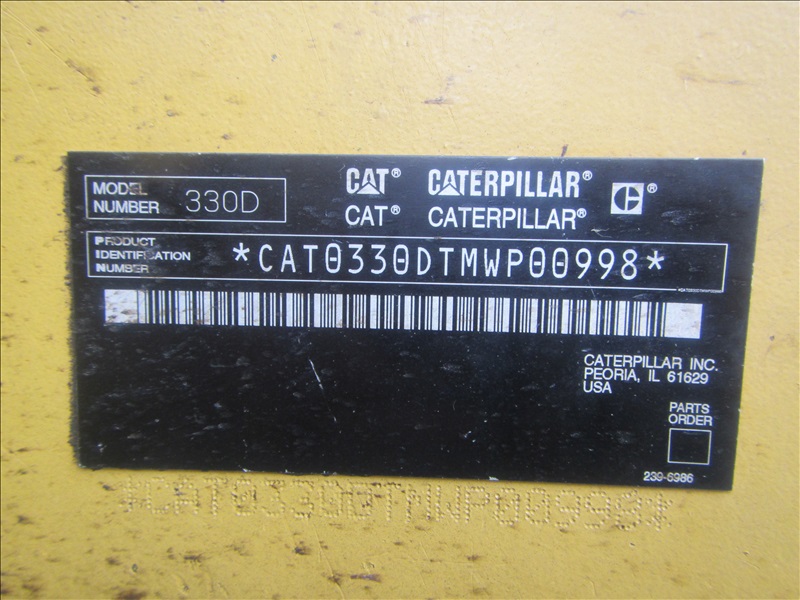 MODEL NUMBER 330D
CAT® CATERPILLAR® C®
CAT® CATERPILLAR®
PRODUCT IDENTIFICATION NUMBER *CAT0330DTMWP00998*
CATERPILLAR INC.
PEORIA, IL 61629
USA
PARTS ORDER
239-6986
*CAT0330DTMWP00998*